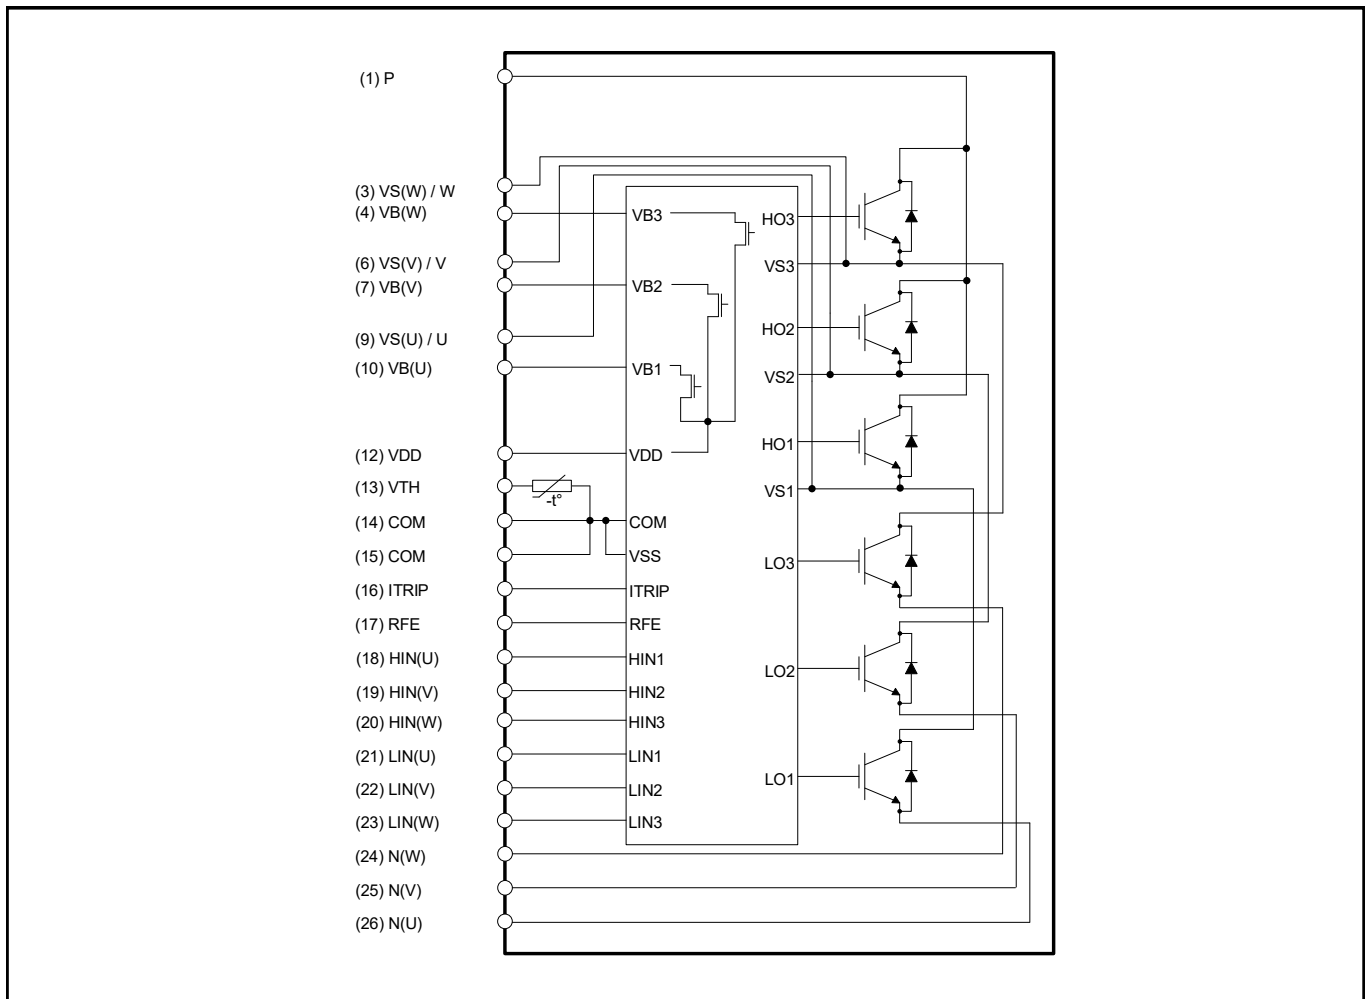 (1) P
(3) VS(W) / W
(4) VB(W)
(6) VS(V) / V
(7) VB(V)
(9) VS(U) / U
(10) VB(U)
(12) VDD
(13) VTH
(14) COM
(15) COM
(16) ITRIP
(17) RFE
(18) HIN(U)
(19) HIN(V)
(20) HIN(W)
(21) LIN(U)
(22) LIN(V)
(23) LIN(W)
(24) N(W)
(25) N(V)
(26) N(U)
-t°
VB3
VB2
VB1
VDD
COM
VSS
ITRIP
RFE
HIN1
HIN2
HIN3
LIN1
LIN2
LIN3
HO3
VS3
HO2
VS2
HO1
VS1
LO3
LO2
LO1